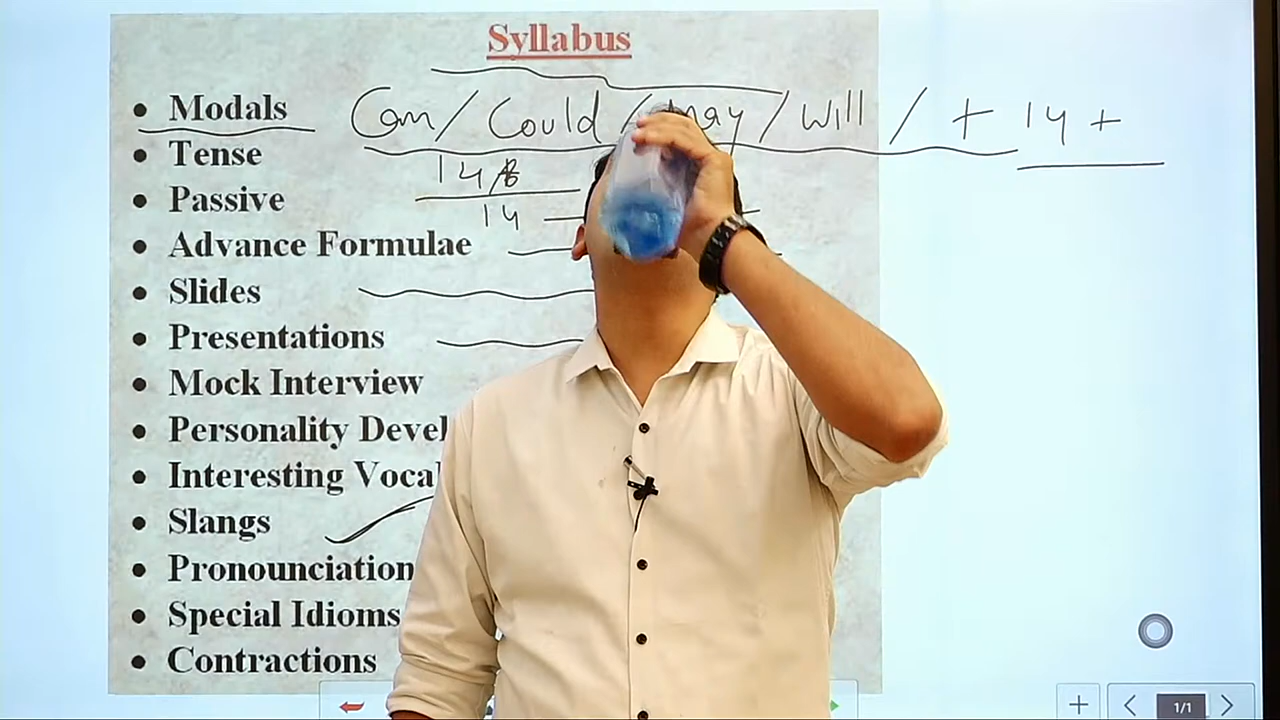 Syllabus
• Modals Can / Could / may / will / + 14 +
• Tense 14
• Passive 14
• Advance Formulae
• Slides
• Presentations
• Mock Interview
• Personality Devel
• Interesting Vocal
• Slangs
• Pronounciation
• Special Idioms
• Contractions
1/1